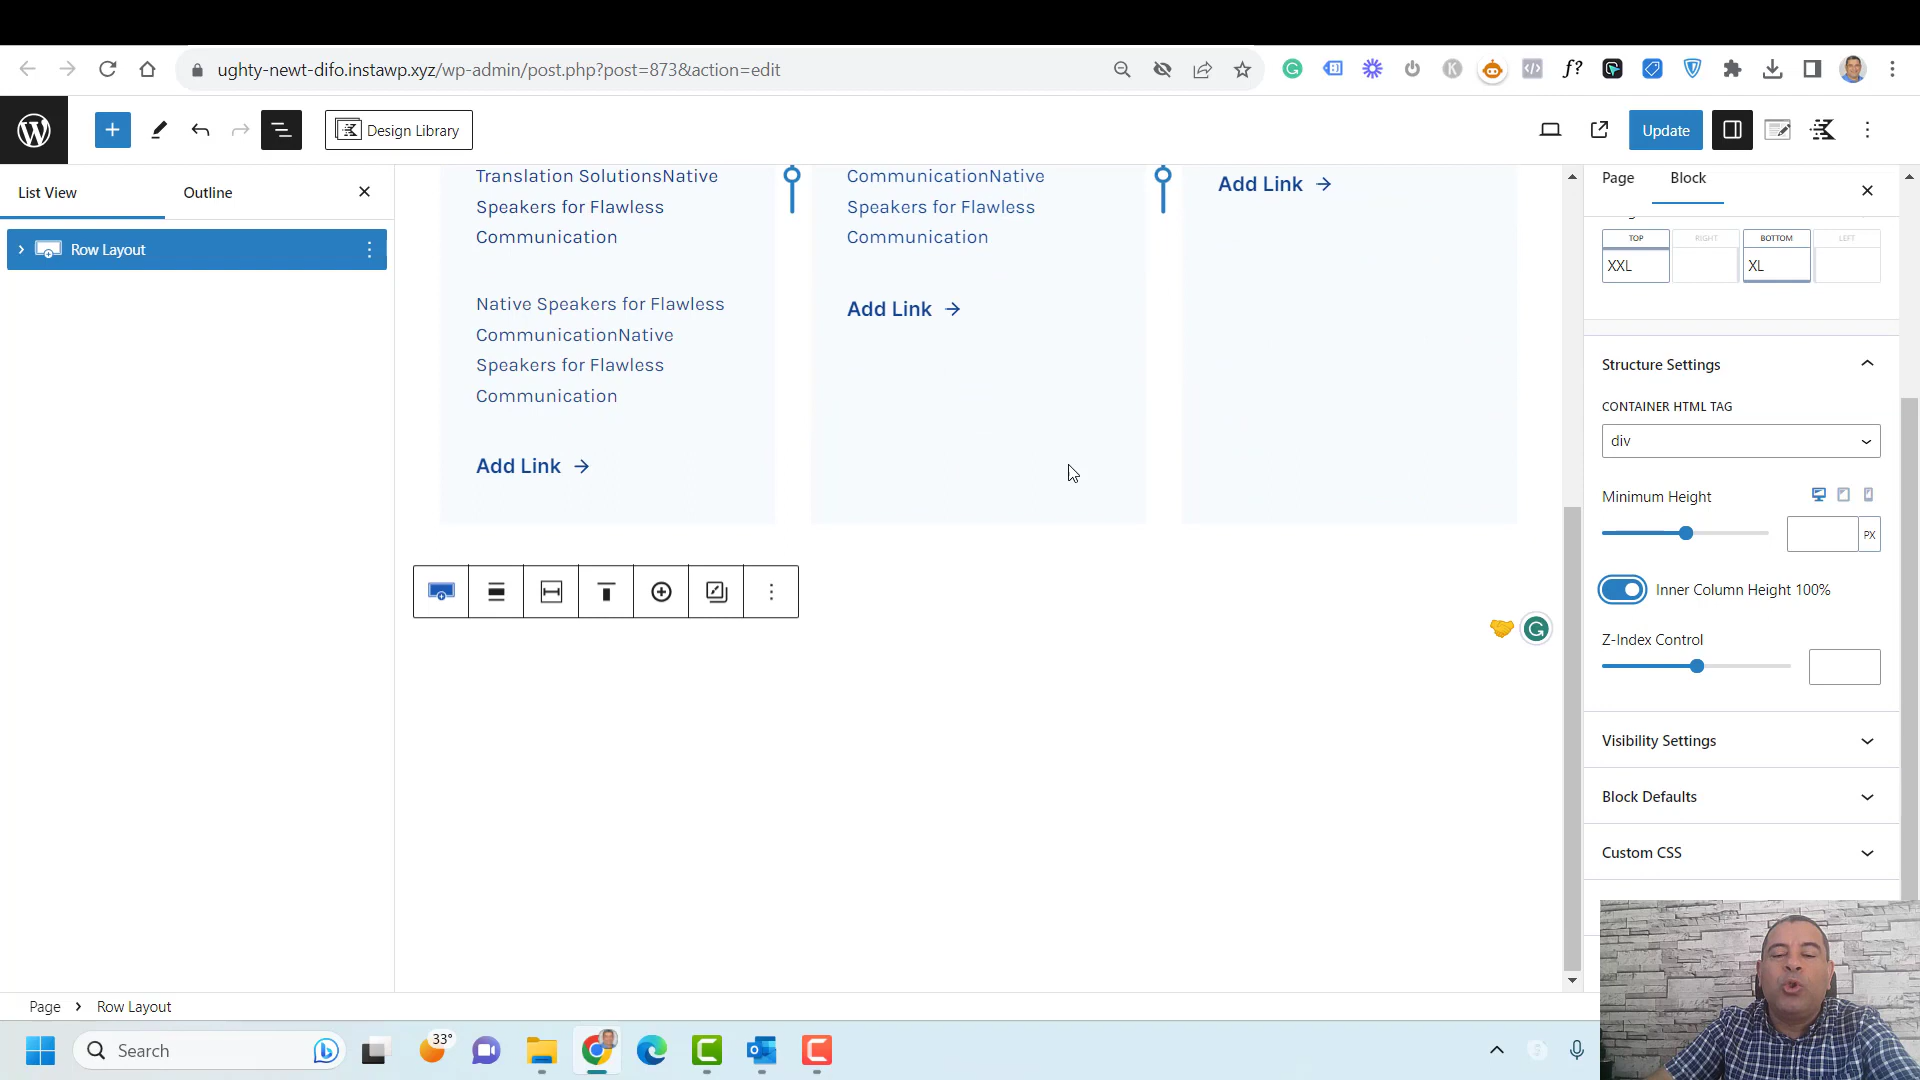 ughty-newt-difo.instawp.xyz/wp-admin/post.php?post=873&action=edit
Design Library
Update
List View
Outline
Row Layout
Translation SolutionsNative
Speakers for Flawless
Communication
Native Speakers for Flawless
CommunicationNative
Speakers for Flawless
Communication
Add Link →
CommunicationNative
Speakers for Flawless
Communication
Add Link →
Add Link →
Page
Block
TOP
RIGHT
BOTTOM
LEFT
XXL
XL
Structure Settings
CONTAINER HTML TAG
div
Minimum Height
PX
Inner Column Height 100%
Z-Index Control
Visibility Settings
Block Defaults
Custom CSS
Page > Row Layout
Search
33°